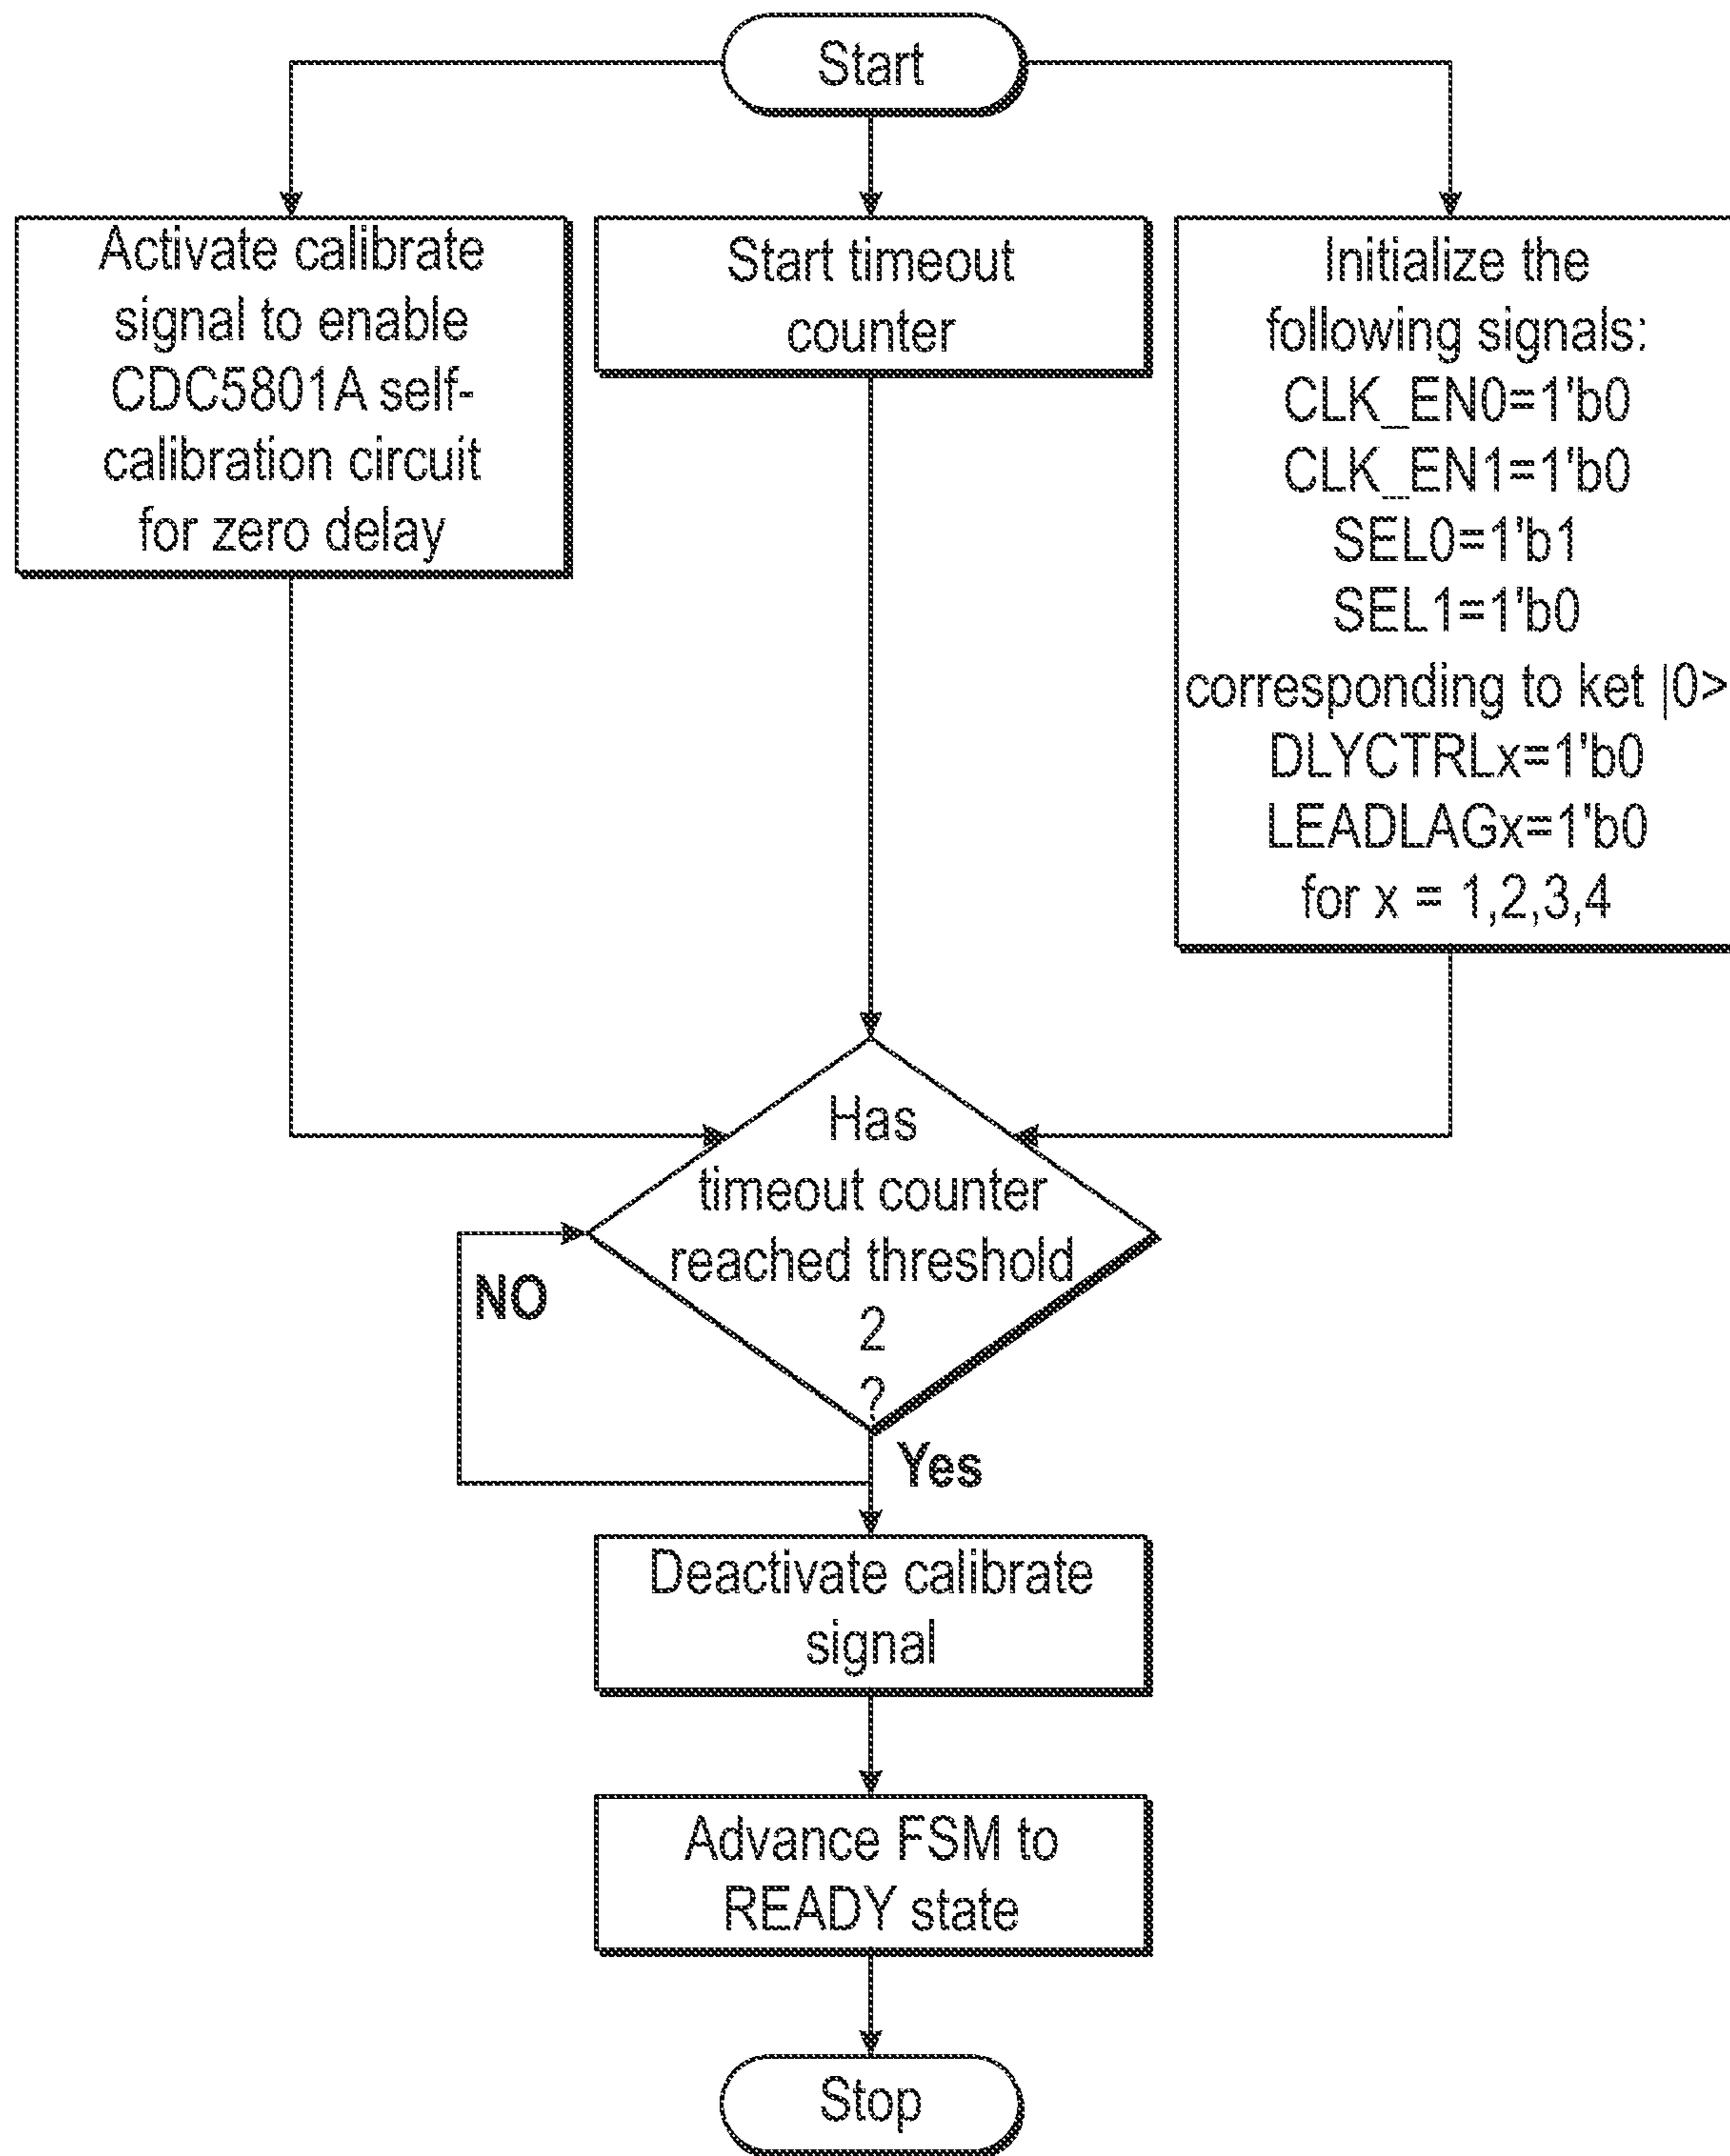 Start
Activate calibrate
signal to enable
CDC5801A self-
calibration circuit
for zero delay
Start timeout
counter
Initialize the
following signals:
CLK_EN0=1'b0
CLK_EN1=1'b0
SEL0=1'b1
SEL1=1'b0
corresponding to ket |0>
DLYCTRLx=1'b0
LEADLAGx=1'b0
for x = 1,2,3,4
Has
timeout counter
reached threshold
2
?
NO
Yes
Deactivate calibrate
signal
Advance FSM to
READY state
Stop